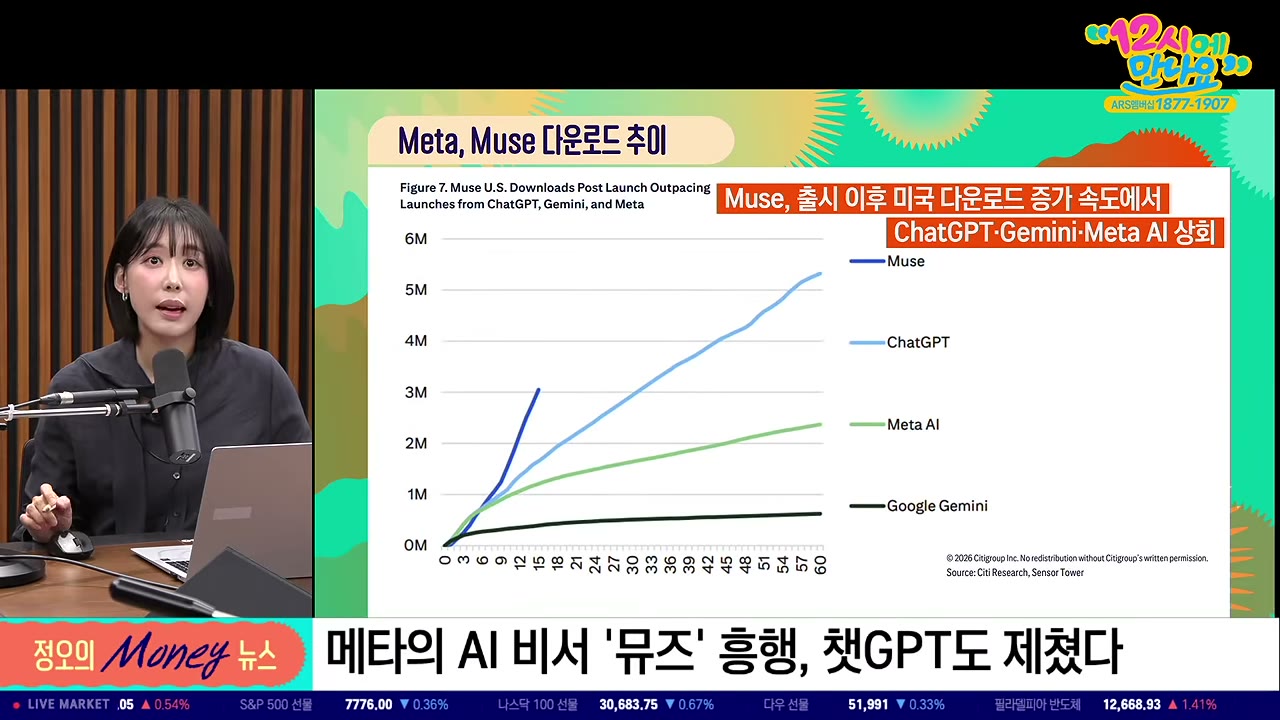 “12시에
만나요”
ARS멤버십 1877-1907
Meta, Muse 다운로드 추이
Figure 7. Muse U.S. Downloads Post Launch Outpacing
Launches from ChatGPT, Gemini, and Meta
Muse, 출시 이후 미국 다운로드 증가 속도에서
ChatGPT·Gemini·Meta AI 상회
6M
5M
4M
3M
2M
1M
0M
0 3 6 9 12 15 18 21 24 27 30 33 36 39 42 45 48 51 54 57 60
Muse
ChatGPT
Meta AI
Google Gemini
© 2026 Citigroup Inc. No redistribution without Citigroup's written permission.
Source: Citi Research, Sensor Tower
정오의 Money 뉴스
메타의 AI 비서 '뮤즈' 흥행, 챗GPT도 제쳤다
LIVE MARKET .05 ▲ 0.54% S&P 500 선물 7776.00 ▼ 0.36% 나스닥 100 선물 30,683.75 ▼ 0.67% 다우 선물 51,991 ▼ 0.33% 필라델피아 반도체 12,668.93 ▲ 1.41%